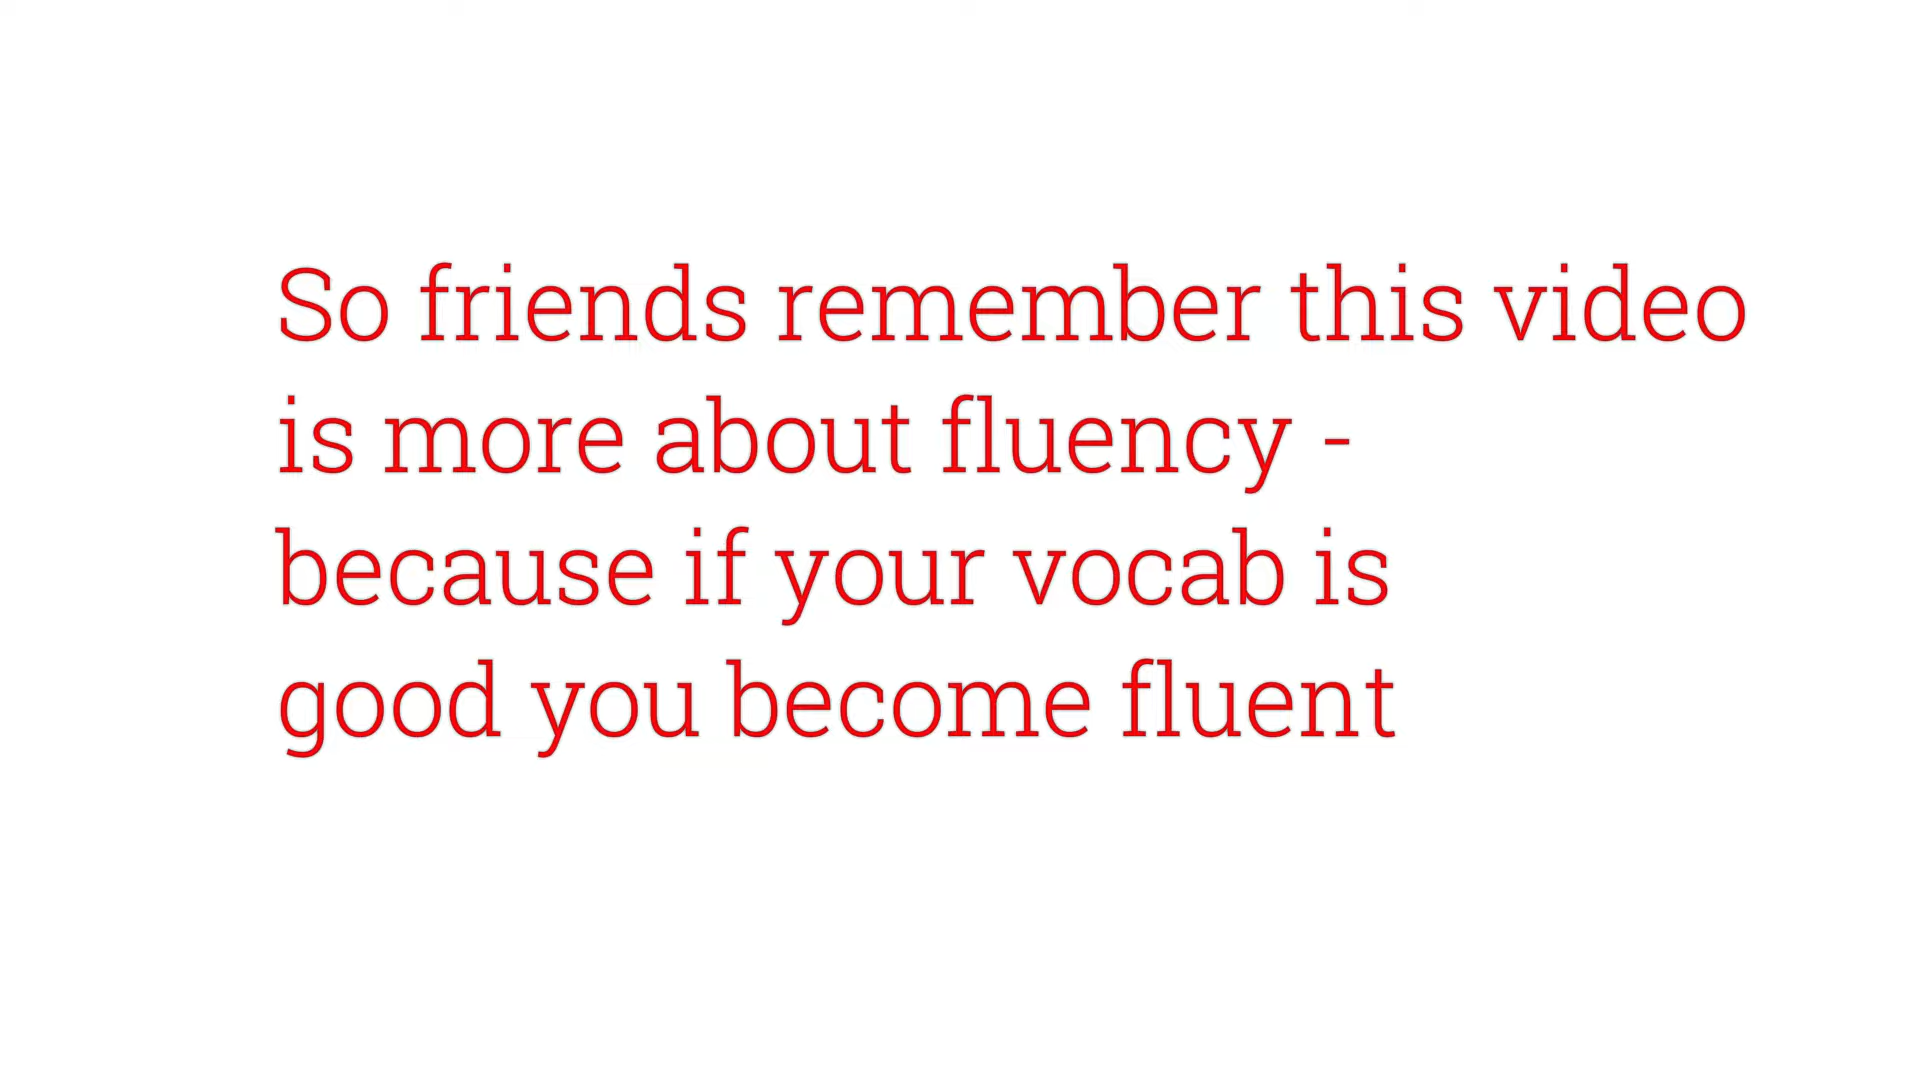 So friends remember this video
is more about fluency -
because if your vocab is
good you become fluent